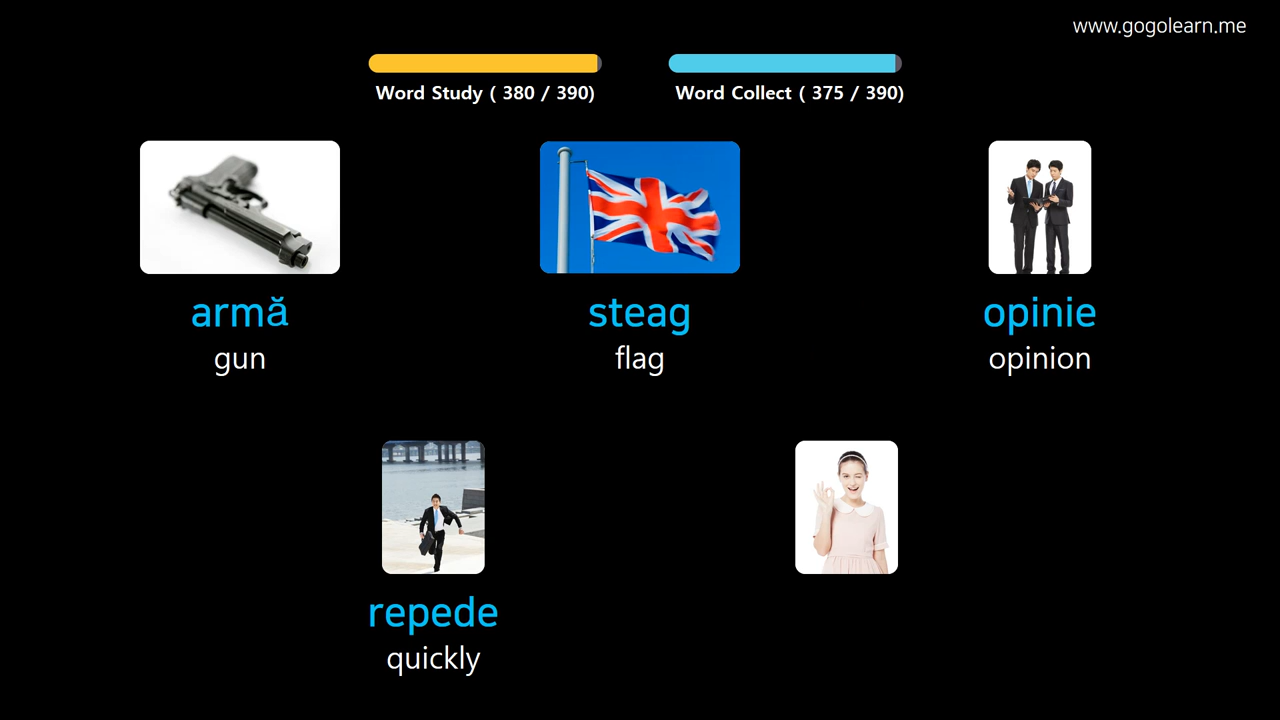 www.gogolearn.me
Word Study ( 380 / 390)
Word Collect ( 375 / 390)
armă
gun
steag
flag
opinie
opinion
repede
quickly